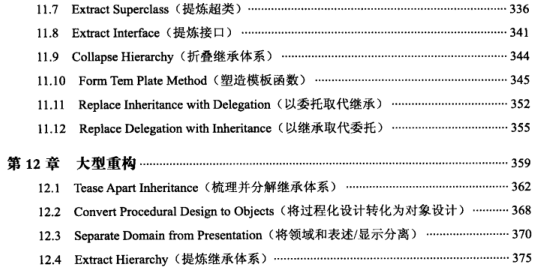 11.7 Extract Superclass（提炼超类） 336
11.8 Extract Interface（提炼接口） 341
11.9 Collapse Hierarchy（折叠继承体系） 344
11.10 Form Tem Plate Method（塑造模板函数） 345
11.11 Replace Inheritance with Delegation（以委托取代继承） 352
11.12 Replace Delegation with Inheritance（以继承取代委托） 355
第 12 章 大型重构 359
12.1 Tease Apart Inheritance（梳理并分解继承体系） 362
12.2 Convert Procedural Design to Objects（将过程化设计转化为对象设计） 368
12.3 Separate Domain from Presentation（将领域和表述/显示分离） 370
12.4 Extract Hierarchy（提炼继承体系） 375